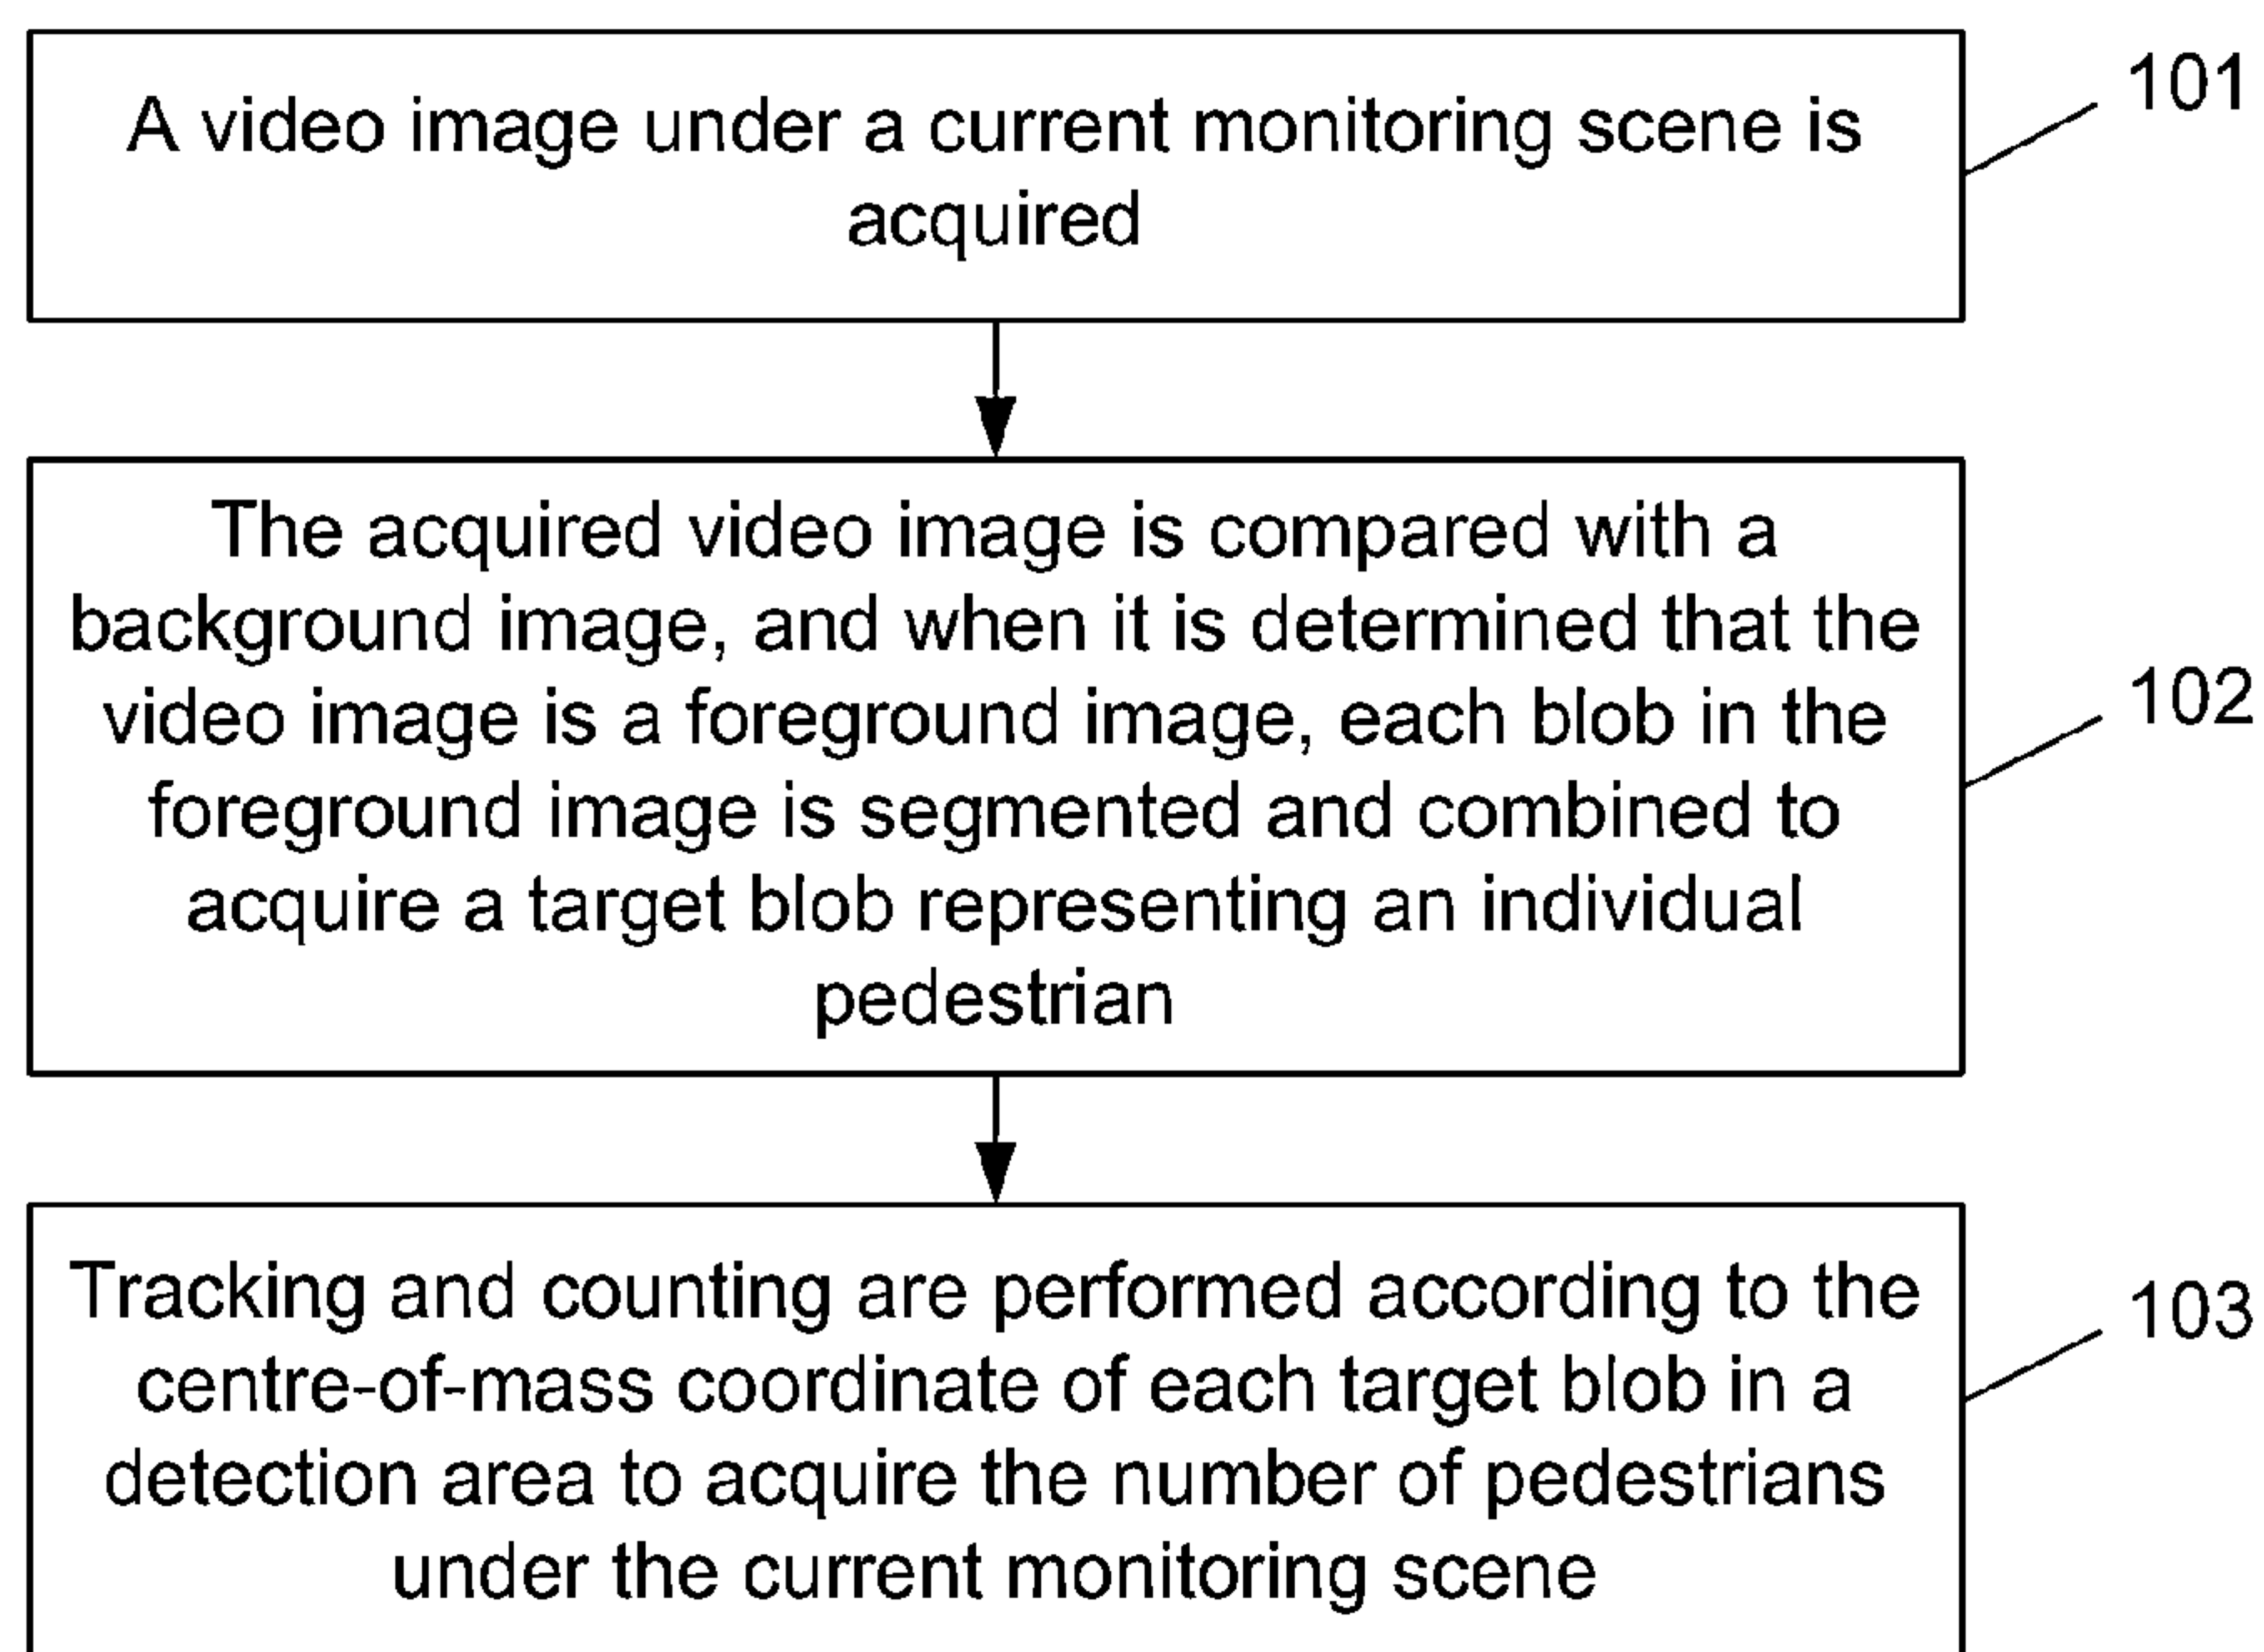 A video image under a current monitoring scene is
acquired
101
The acquired video image is compared with a
background image, and when it is determined that the
video image is a foreground image, each blob in the
foreground image is segmented and combined to
acquire a target blob representing an individual
pedestrian
102
Tracking and counting are performed according to the
centre-of-mass coordinate of each target blob in a
detection area to acquire the number of pedestrians
under the current monitoring scene
103